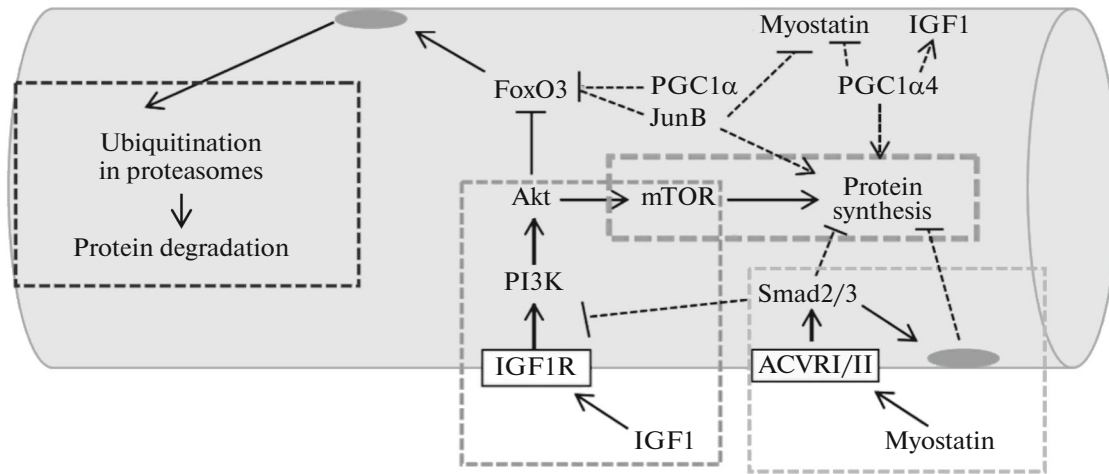 Myostatin
IGF1
FoxO3
PGC1α
PGC1α4
JunB
Ubiquitination
in proteasomes
Protein degradation
Akt
mTOR
Protein
synthesis
PI3K
Smad2/3
IGF1R
ACVRI/II
IGF1
Myostatin